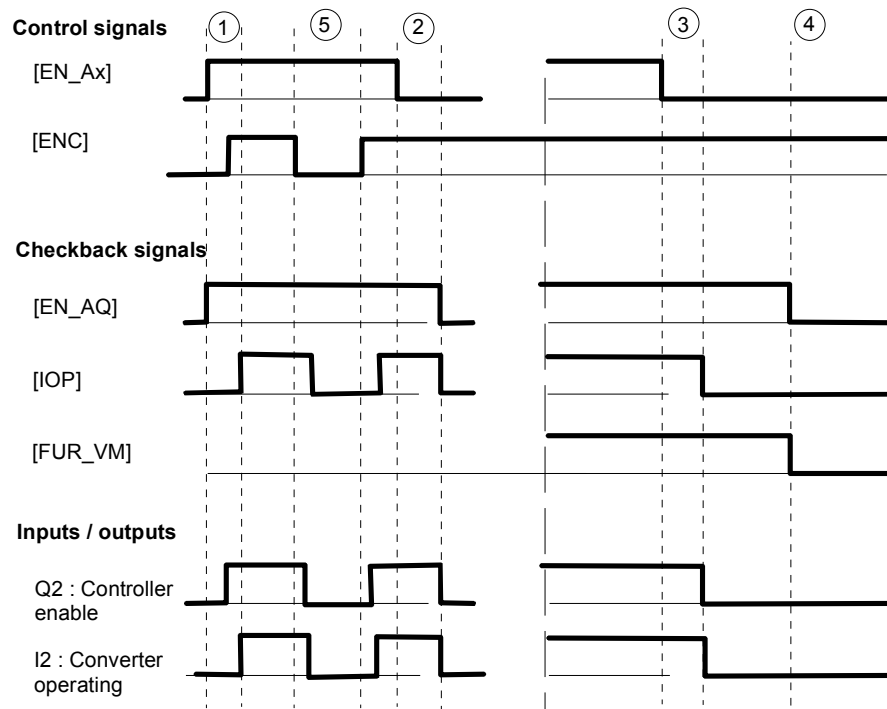 Control signals
1 5 2 3 4
[EN_Ax]
[ENC]
Checkback signals
[EN_AQ]
[IOP]
[FUR_VM]
Inputs / outputs
Q2 : Controller
enable
I2 : Converter
operating